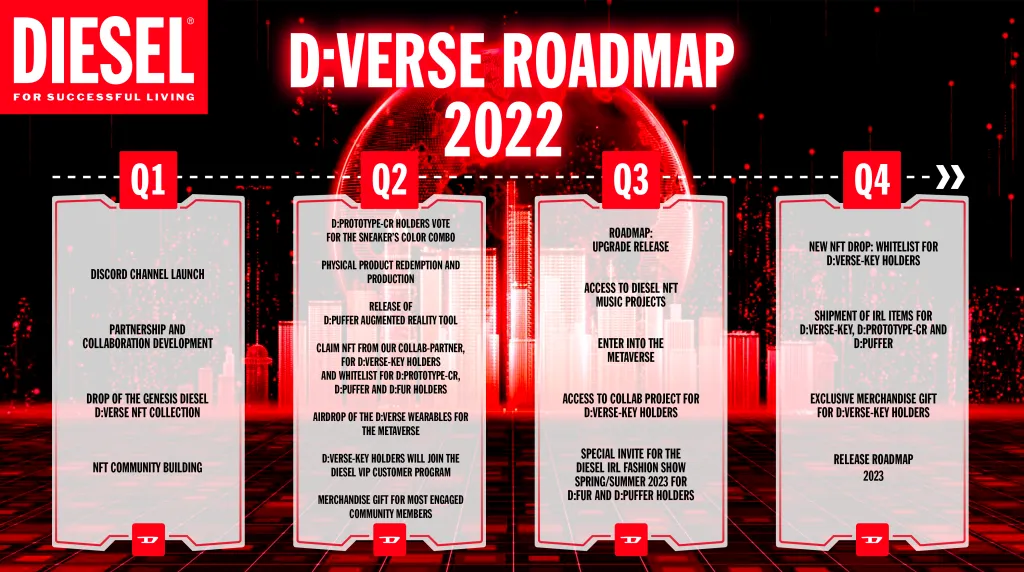 DIESEL®
FOR SUCCESSFUL LIVING
D:VERSE ROADMAP
2022
Q1
DISCORD CHANNEL LAUNCH
PARTNERSHIP AND
COLLABORATION DEVELOPMENT
DROP OF THE GENESIS DIESEL
D:VERSE NFT COLLECTION
NFT COMMUNITY BUILDING
D
Q2
D:PROTOTYPE-CR HOLDERS VOTE
FOR THE SNEAKER'S COLOR COMBO
PHYSICAL PRODUCT REDEMPTION AND
PRODUCTION
RELEASE OF
D:PUFFER AUGMENTED REALITY TOOL
CLAIM NFT FROM OUR COLLAB-PARTNER,
FOR D:VERSE-KEY HOLDERS
AND WHITELIST FOR D:PROTOTYPE-CR,
D:PUFFER AND D:FUR HOLDERS
AIRDROP OF THE D:VERSE WEARABLES FOR
THE METAVERSE
D:VERSE-KEY HOLDERS WILL JOIN THE
DIESEL VIP CUSTOMER PROGRAM
MERCHANDISE GIFT FOR MOST ENGAGED
COMMUNITY MEMBERS
D
Q3
ROADMAP:
UPGRADE RELEASE
ACCESS TO DIESEL NFT
MUSIC PROJECTS
ENTER INTO THE
METAVERSE
ACCESS TO COLLAB PROJECT FOR
D:VERSE-KEY HOLDERS
SPECIAL INVITE FOR THE
DIESEL IRL FASHION SHOW
SPRING/SUMMER 2023 FOR
D:FUR AND D:PUFFER HOLDERS
D
Q4
NEW NFT DROP: WHITELIST FOR
D:VERSE-KEY HOLDERS
SHIPMENT OF IRL ITEMS FOR
D:VERSE-KEY, D:PROTOTYPE-CR AND
D:PUFFER
EXCLUSIVE MERCHANDISE GIFT
FOR D:VERSE-KEY HOLDERS
RELEASE ROADMAP
2023
D